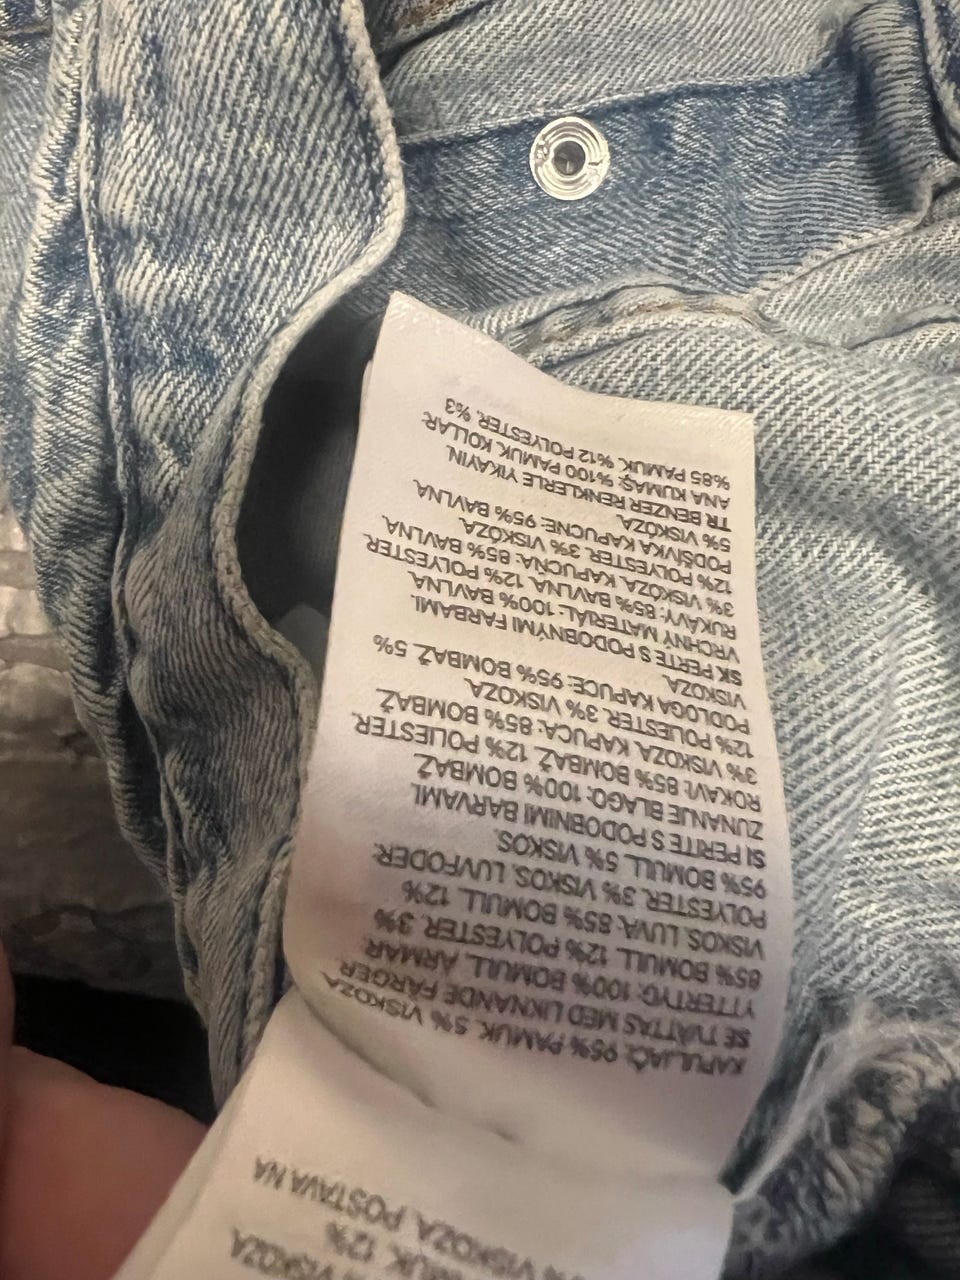 VISKOZA
12%
% VISKOZA. POSTAVA NA
KAPULJAČ: 95% PAMUK, 5% VISKOZA
SE TVÄTTAS MED LIKNANDE FÄRGER.
YTTERTYG: 100% BOMULL. ÄRMAR:
85% BOMULL, 12% POLYESTER, 3%
VISKOS. LUVA: 85% BOMULL, 12%
POLYESTER, 3% VISKOS. LUVFODER:
95% BOMULL, 5% VISKOS.
SI PERITE S PODOBNIMI BARVAMI.
ZUNANJE BLAGO: 100% BOMBAŽ.
ROKAVI: 85% BOMBAŽ, 12% POLIESTER,
3% VISKOZA. KAPUCA: 85% BOMBAŽ,
12% POLIESTER, 3% VISKOZA.
PODLOGA KAPUCE: 95% BOMBAŽ, 5%
VISKOZA.
SK PERTE S PODOBNÝMI FARBAMI.
VRCHNÝ MATERIÁL: 100% BAVLNA.
RUKÁVY: 85% BAVLNA, 12% POLYESTER,
3% VISKÓZA. KAPUCŇA: 85% BAVLNA,
12% POLYESTER, 3% VISKÓZA.
PODŠÍVKA KAPUCNE: 95% BAVLNA,
5% VISKÓZA.
TR BENZER RENKLERLE YIKAYIN.
ANA KUMAŞ: %100 PAMUK. KOLLAR:
%85 PAMUK, %12 POLYESTER, %3